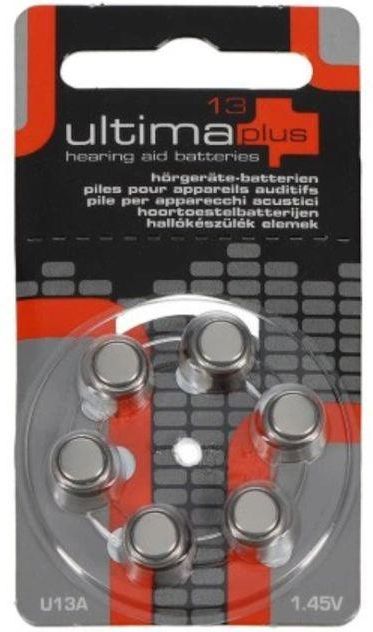 13
ultima plus
hearing aid batteries
hörgeräte-batterien
piles pour appareils auditifs
pile per apparecchi acustici
hoortoestelbatterijen
hallókészülék elemek
U13A
1.45V